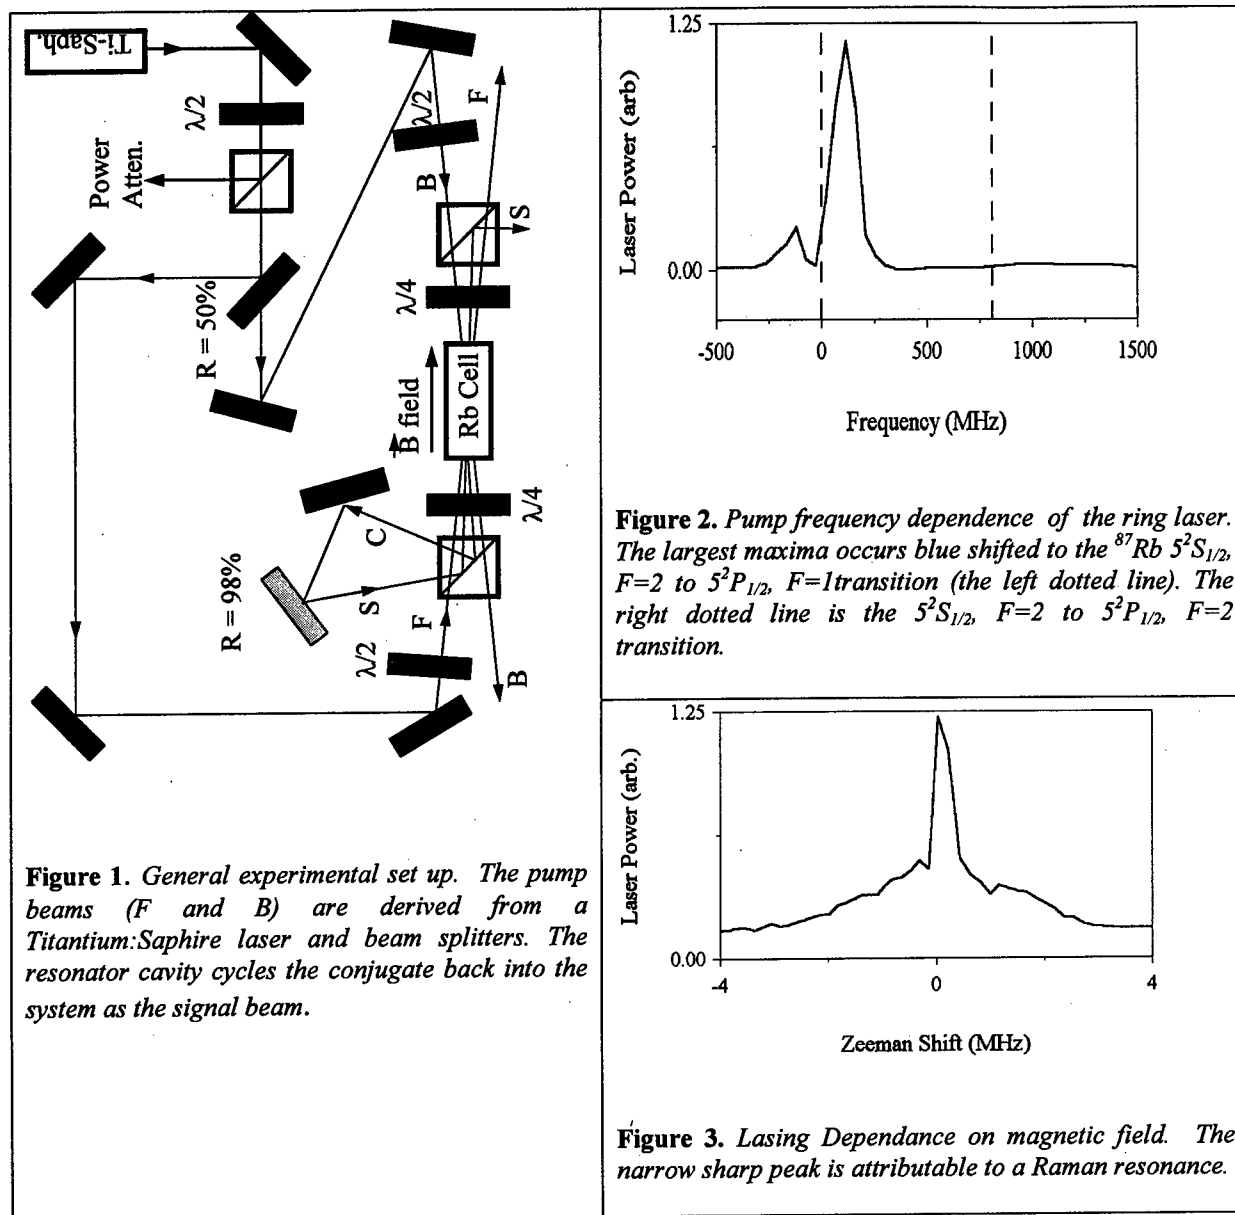 Ti-Saph.
λ/2
Power
Atten.
R = 50%
λ/2
F
B
S
λ/4
B field
Rb Cell
λ/4
C
S
R = 98%
F
λ/2
B
Figure 1. General experimental set up. The pump
beams (F and B) are derived from a
Titantium:Saphire laser and beam splitters. The
resonator cavity cycles the conjugate back into the
system as the signal beam.
1.25
Laser Power (arb)
0.00
-500 0 500 1000 1500
Frequency (MHz)
Figure 2. Pump frequency dependence of the ring laser.
The largest maxima occurs blue shifted to the ⁸⁷Rb 5²S₁/₂,
F=2 to 5²P₁/₂, F=1transition (the left dotted line). The
right dotted line is the 5²S₁/₂, F=2 to 5²P₁/₂, F=2
transition.
1.25
Laser Power (arb.)
0.00
-4 0 4
Zeeman Shift (MHz)
Figure 3. Lasing Dependance on magnetic field. The
narrow sharp peak is attributable to a Raman resonance.